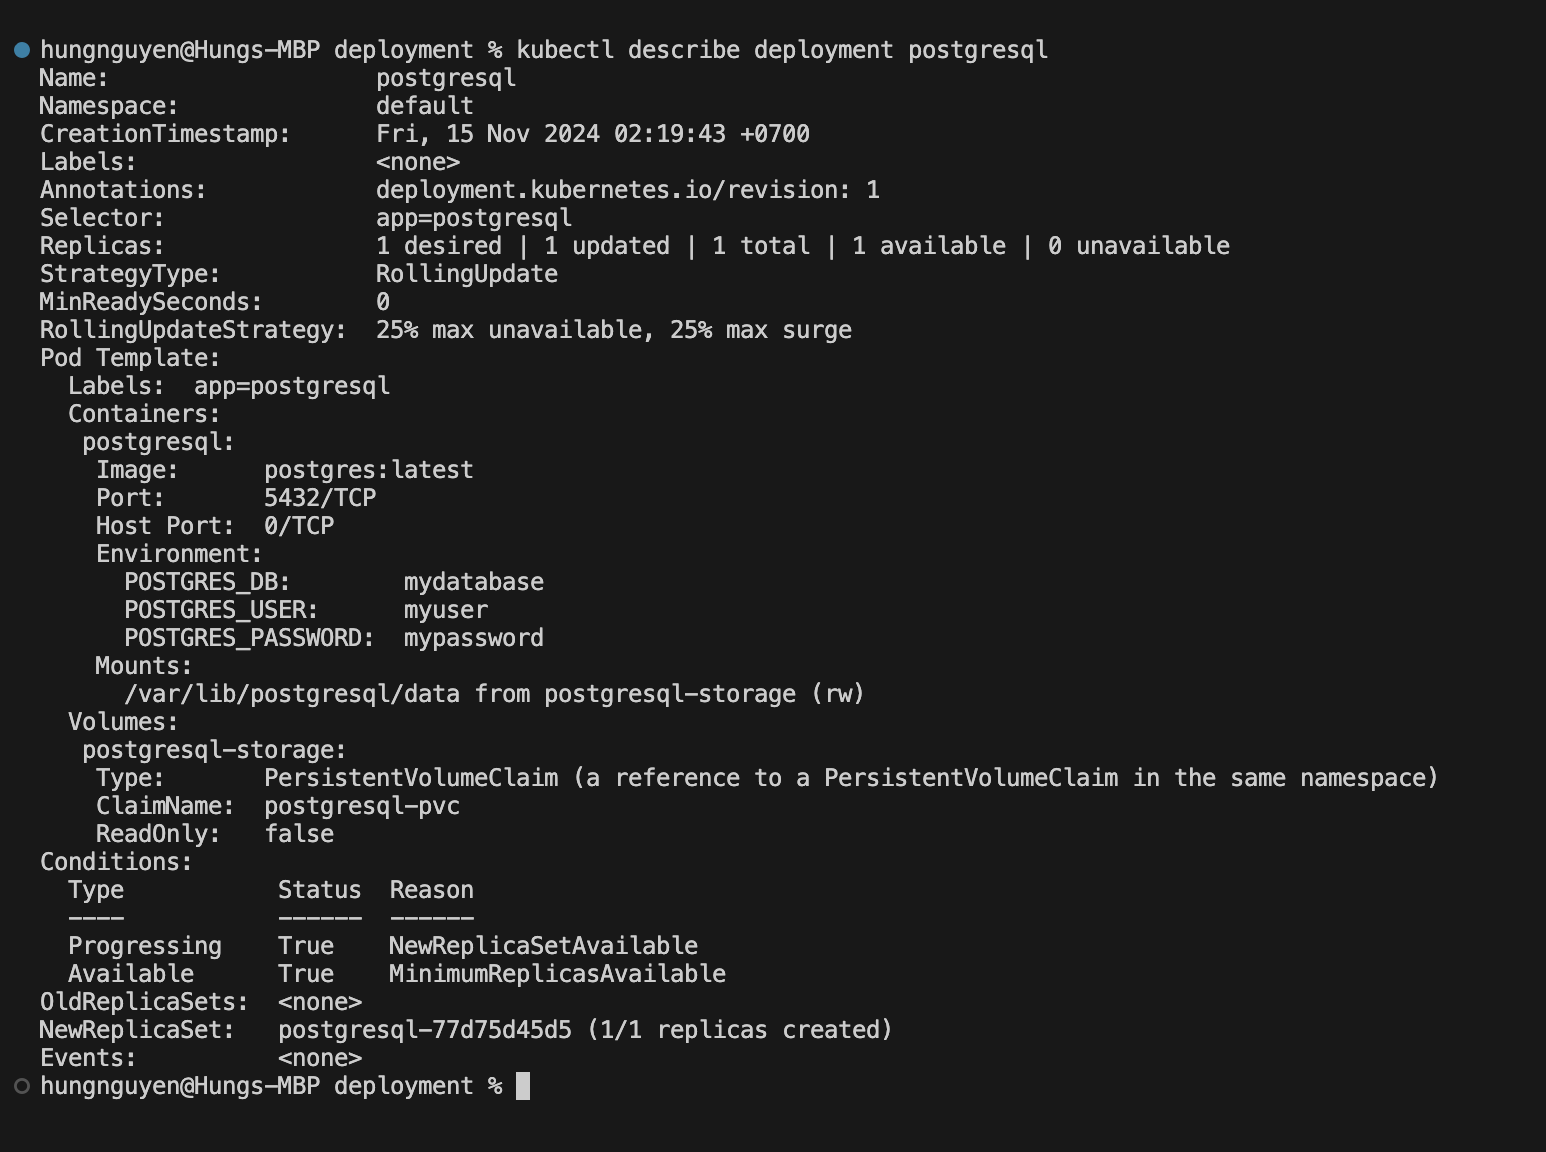 hungnguyen@Hungs-MBP deployment % kubectl describe deployment postgresql
Name:                   postgresql
Namespace:              default
CreationTimestamp:      Fri, 15 Nov 2024 02:19:43 +0700
Labels:                 <none>
Annotations:            deployment.kubernetes.io/revision: 1
Selector:               app=postgresql
Replicas:               1 desired | 1 updated | 1 total | 1 available | 0 unavailable
StrategyType:           RollingUpdate
MinReadySeconds:        0
RollingUpdateStrategy:  25% max unavailable, 25% max surge
Pod Template:
  Labels:  app=postgresql
  Containers:
   postgresql:
    Image:      postgres:latest
    Port:       5432/TCP
    Host Port:  0/TCP
    Environment:
      POSTGRES_DB:        mydatabase
      POSTGRES_USER:      myuser
      POSTGRES_PASSWORD:  mypassword
    Mounts:
      /var/lib/postgresql/data from postgresql-storage (rw)
  Volumes:
   postgresql-storage:
    Type:       PersistentVolumeClaim (a reference to a PersistentVolumeClaim in the same namespace)
    ClaimName:  postgresql-pvc
    ReadOnly:   false
Conditions:
  Type           Status  Reason
  ----           ------  ------
  Progressing    True    NewReplicaSetAvailable
  Available      True    MinimumReplicasAvailable
OldReplicaSets:  <none>
NewReplicaSet:   postgresql-77d75d45d5 (1/1 replicas created)
Events:          <none>
hungnguyen@Hungs-MBP deployment %